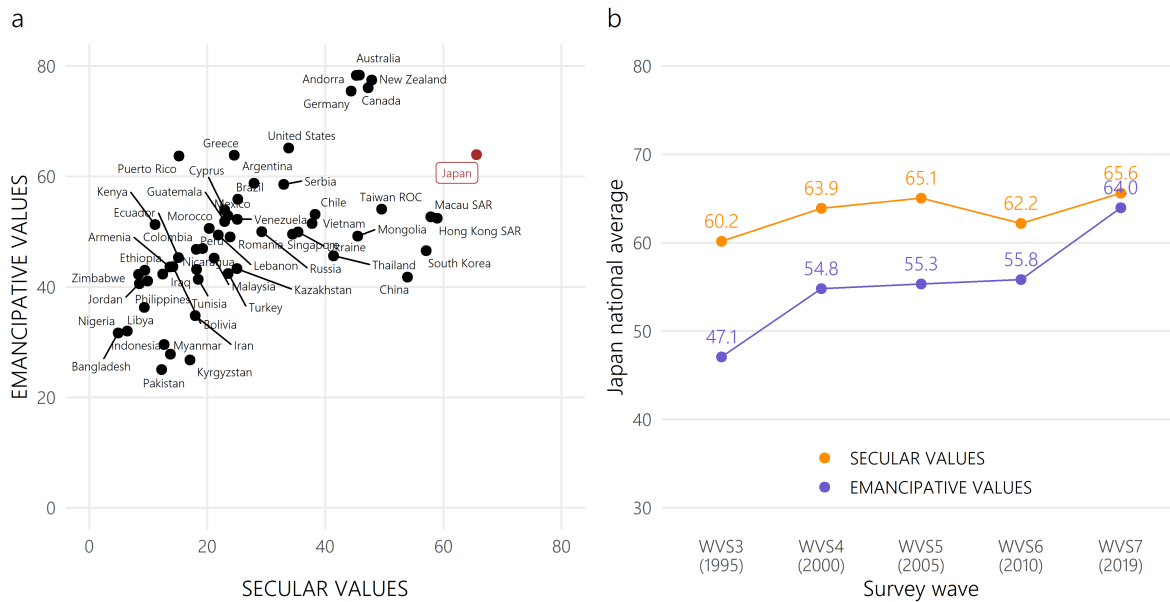 a
EMANCIPATIVE VALUES
80
60
40
20
0
Australia
Andorra
New Zealand
Germany
Canada
United States
Greece
Puerto Rico
Cyprus
Argentina
Japan
Kenya
Guatemala
Brazil
Serbia
Ecuador
Mexico
Chile
Taiwan ROC
Macau SAR
Morocco
Venezuela
Vietnam
Mongolia
Hong Kong SAR
Armenia
Colombia
Peru
Romania
Singapore
Ukraine
Ethiopia
Nicaragua
Lebanon
Russia
Thailand
South Korea
Zimbabwe
Iraq
Malaysia
Kazakhstan
China
Jordan
Philippines
Tunisia
Turkey
Nigeria
Libya
Bolivia
Indonesia
Myanmar
Iran
Bangladesh
Pakistan
Kyrgyzstan
0
20
40
60
80
SECULAR VALUES
b
Japan national average
80
70
60
50
40
30
60.2
63.9
65.1
62.2
65.6
64.0
47.1
54.8
55.3
55.8
SECULAR VALUES
EMANCIPATIVE VALUES
WVS3
(1995)
WVS4
(2000)
WVS5
(2005)
WVS6
(2010)
WVS7
(2019)
Survey wave